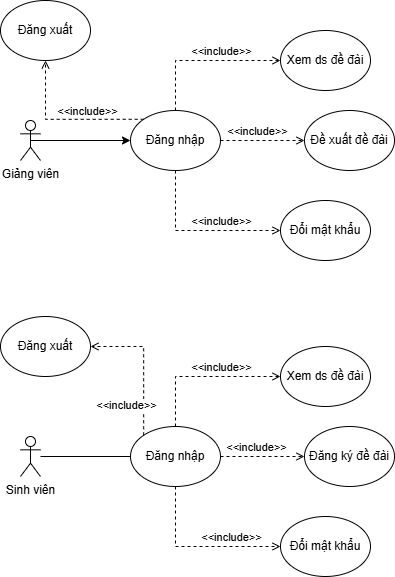 Đăng xuất
<<include>>
Xem ds đề đài
<<include>>
Giảng viên
Đăng nhập
<<include>>
Đề xuất đề đài
<<include>>
Đổi mật khẩu
Đăng xuất
<<include>>
Xem ds đề đài
<<include>>
Sinh viên
Đăng nhập
<<include>>
Đăng ký đề đài
<<include>>
Đổi mật khẩu